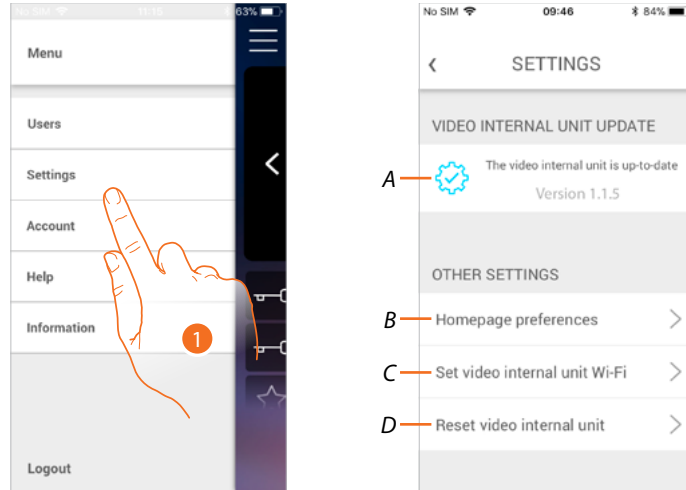 No SIM 11:15 63%
Menu
Users
Settings
Account
Help
Information
1
Logout
No SIM 09:46 84%
SETTINGS
VIDEO INTERNAL UNIT UPDATE
A
The video internal unit is up-to-date
Version 1.1.5
OTHER SETTINGS
B
Homepage preferences
C
Set video internal unit Wi-Fi
D
Reset video internal unit